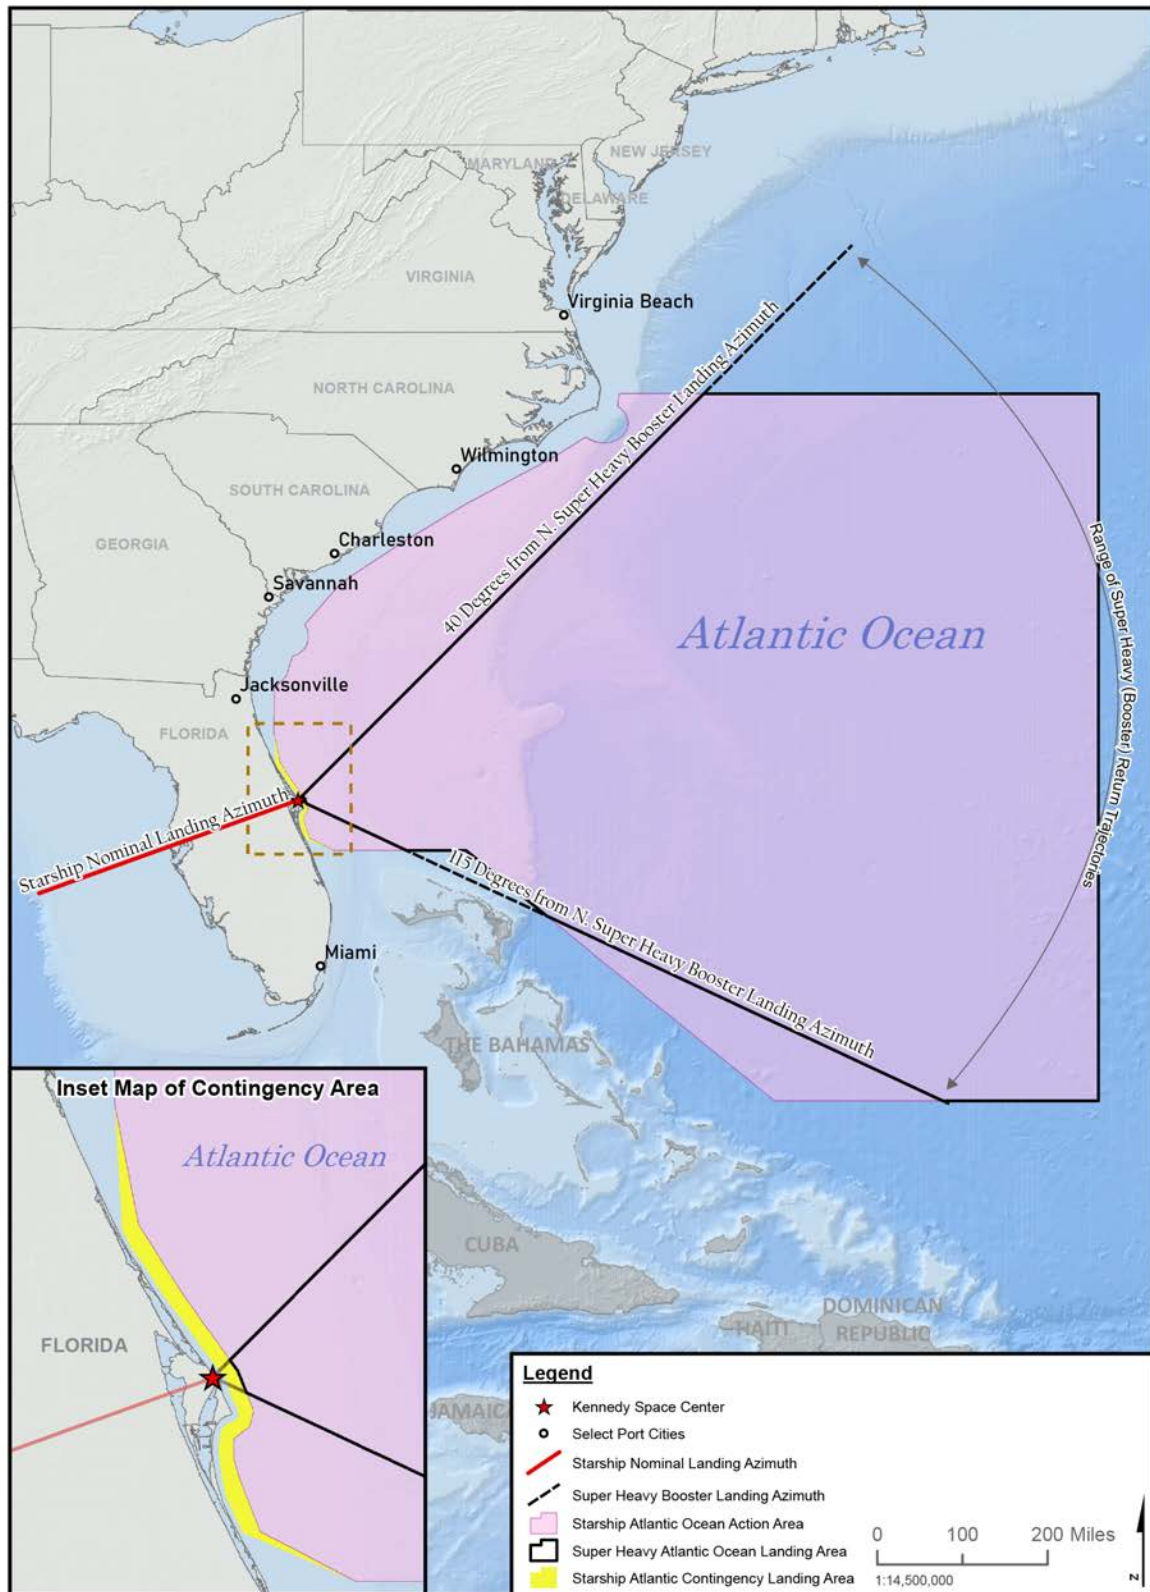 MARYLAND
NEW JERSEY
DELAWARE
VIRGINIA
Virginia Beach
NORTH CAROLINA
Wilmington
SOUTH CAROLINA
Charleston
GEORGIA
Savannah
Jacksonville
FLORIDA
Miami
40 Degrees from N. Super Heavy Booster Landing Azimuth
Atlantic Ocean
Range of Super Heavy (Booster) Return Trajectories
Starship Nominal Landing Azimuth
115 Degrees from N. Super Heavy Booster Landing Azimuth
THE BAHAMAS
CUBA
HAITI
DOMINICAN
REPUBLIC
JAMAICA
Inset Map of Contingency Area
Atlantic Ocean
FLORIDA
Legend
Kennedy Space Center
Select Port Cities
Starship Nominal Landing Azimuth
Super Heavy Booster Landing Azimuth
Starship Atlantic Ocean Action Area
Super Heavy Atlantic Ocean Landing Area
Starship Atlantic Contingency Landing Area
0 100 200 Miles
1:14,500,000
N